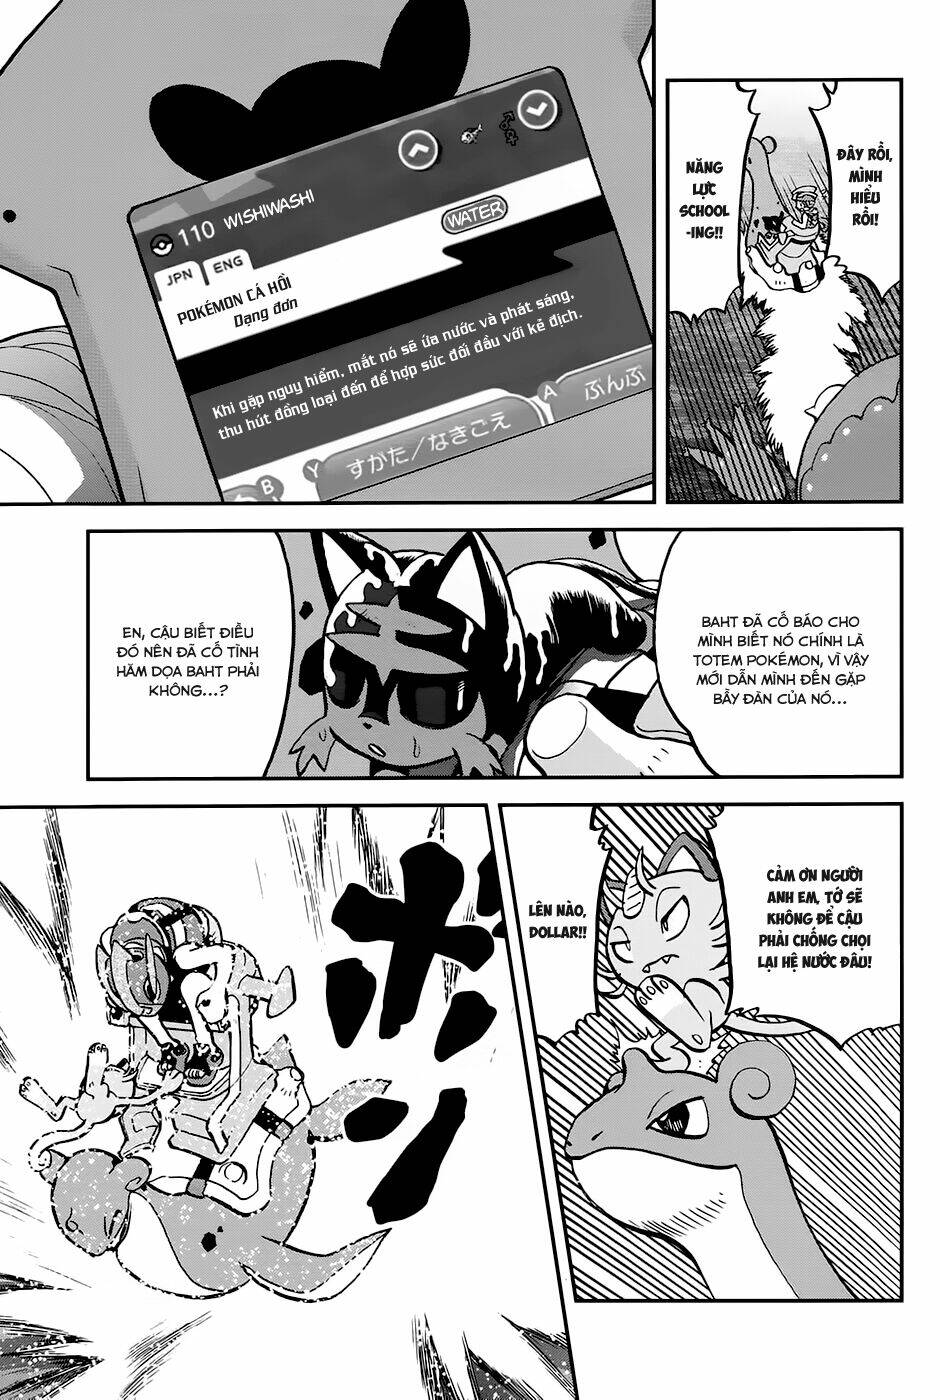 ĐÂY RỒI,
MÌNH
HIỂU
RỒI!
NĂNG
LỰC
SCHOOL
-ING!!
110 WISHIWASHI
WATER
JPN ENG
POKÉMON CÁ HỒI
Dạng đơn
Khi gặp nguy hiểm, mắt nó sẽ ứa nước và phát sáng,
thu hút đồng loại đến để hợp sức đối đầu với kẻ địch.
B Y すがた/なきごえ A ぶんぷ
BAHT ĐÃ CỐ BÁO CHO
MÌNH BIẾT NÓ CHÍNH LÀ
TOTEM POKÉMON, VÌ VẬY
MỚI DẪN MÌNH ĐẾN GẶP
BẦY ĐÀN CỦA NÓ...
EN, CẬU BIẾT ĐIỀU
ĐÓ NÊN ĐÃ CỐ TÌNH
HĂM DỌA BAHT PHẢI
KHÔNG...?
CẢM ƠN NGƯỜI
ANH EM, TỚ SẼ
KHÔNG ĐỂ CẬU
PHẢI CHỐNG CHỌI
LẠI HỆ NƯỚC ĐÂU!
LÊN NÀO,
DOLLAR!!
ボン